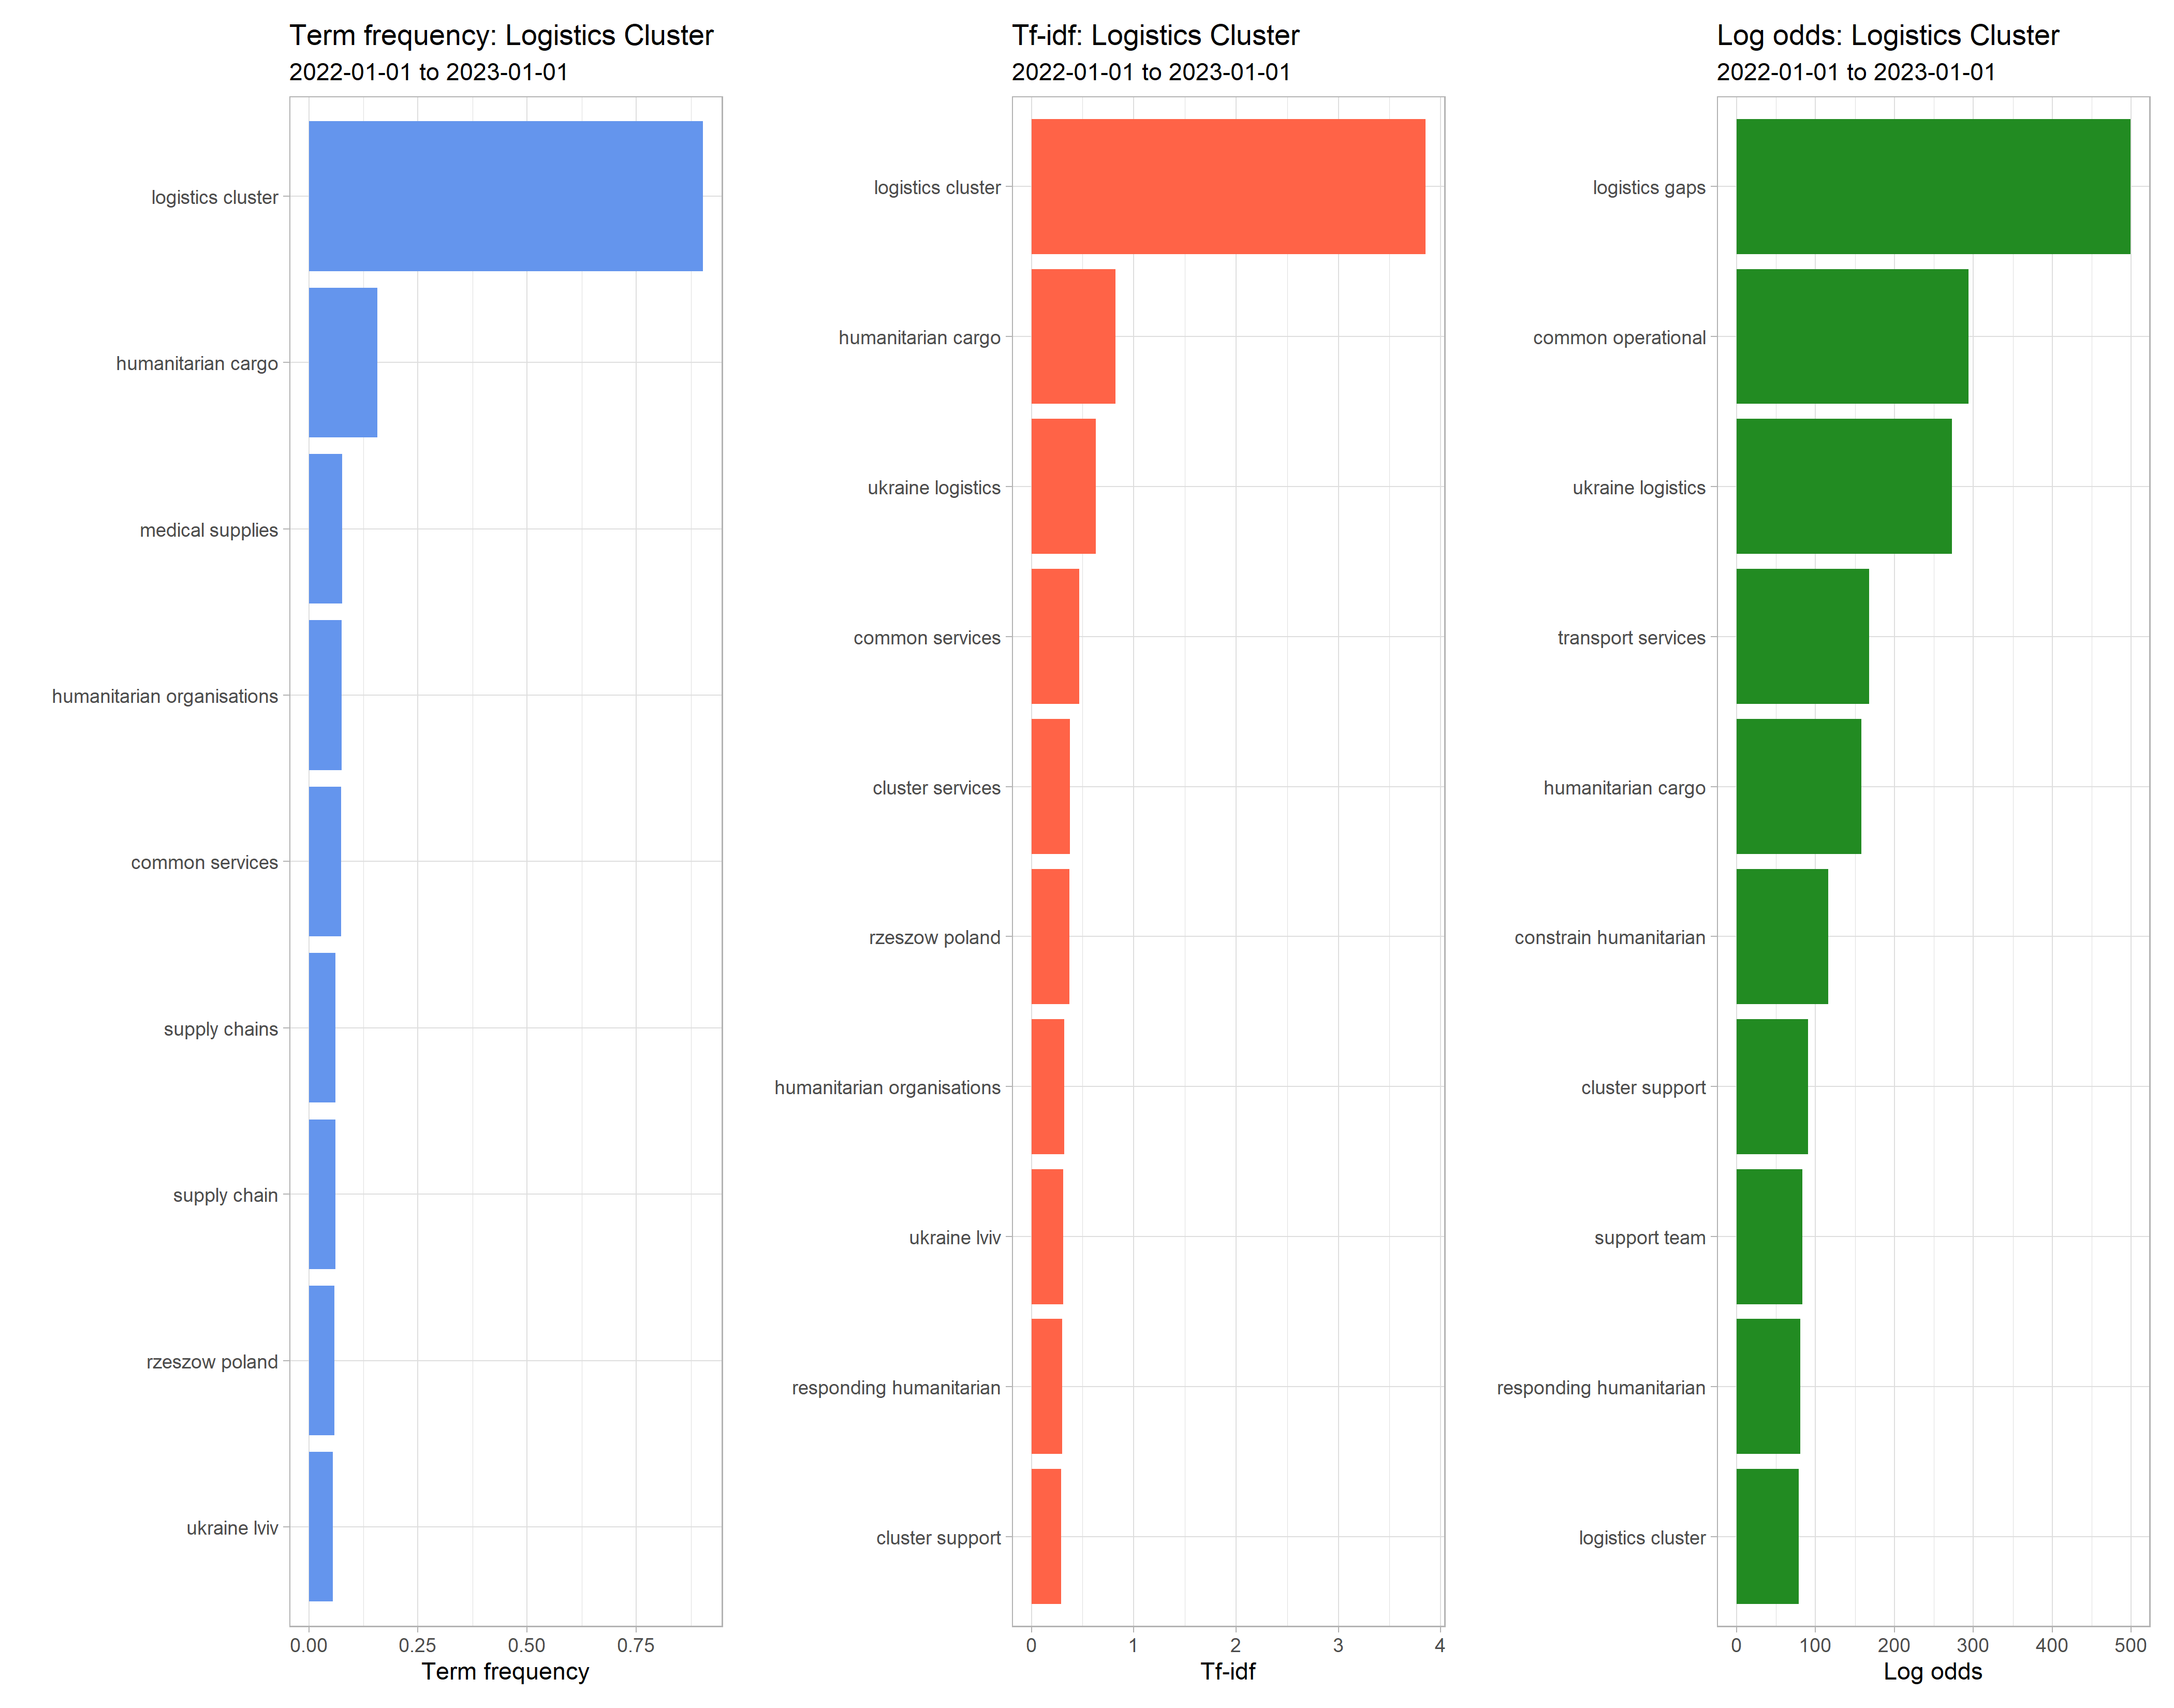 Term frequency: Logistics Cluster
2022-01-01 to 2023-01-01
logistics cluster
humanitarian cargo
medical supplies
humanitarian organisations
common services
supply chains
supply chain
rzeszow poland
ukraine lviv
0.00 0.25 0.50 0.75
Term frequency
Tf-idf: Logistics Cluster
2022-01-01 to 2023-01-01
logistics cluster
humanitarian cargo
ukraine logistics
common services
cluster services
rzeszow poland
humanitarian organisations
ukraine lviv
responding humanitarian
cluster support
0 1 2 3 4
Tf-idf
Log odds: Logistics Cluster
2022-01-01 to 2023-01-01
logistics gaps
common operational
ukraine logistics
transport services
humanitarian cargo
constrain humanitarian
cluster support
support team
responding humanitarian
logistics cluster
0 100 200 300 400 500
Log odds